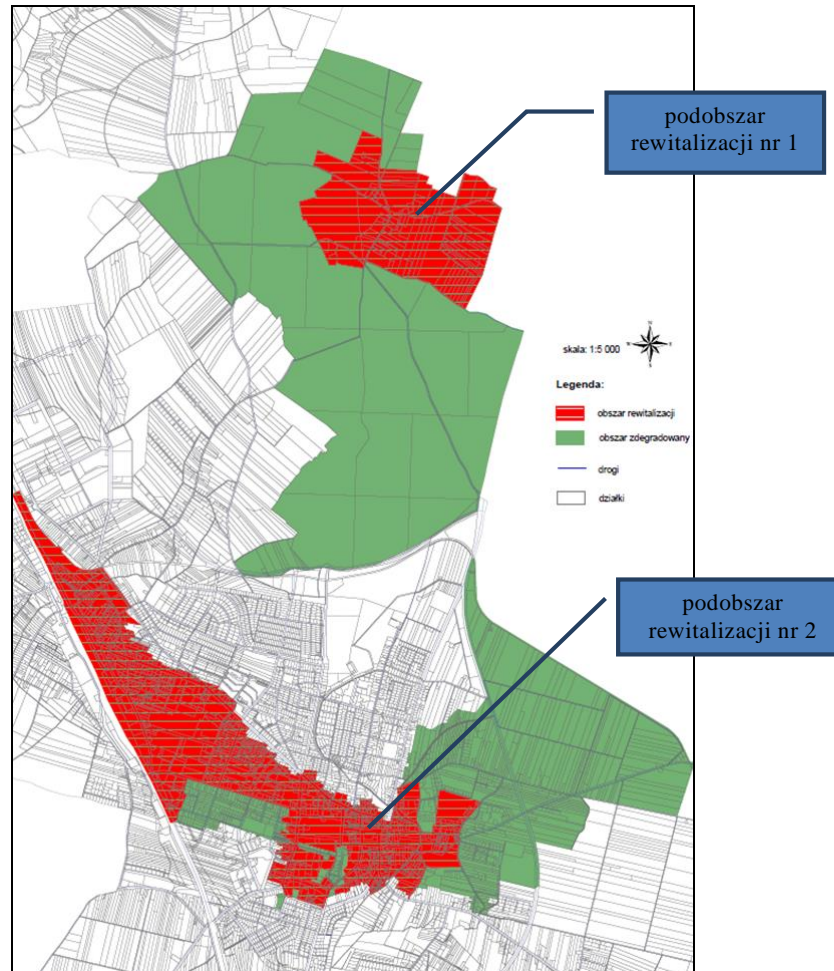 podobszar
rewitalizacji nr 1
skala: 1:5 000
Legenda:
obszar rewitalizacji
obszar zdegradowany
drogi
działki
podobszar
rewitalizacji nr 2